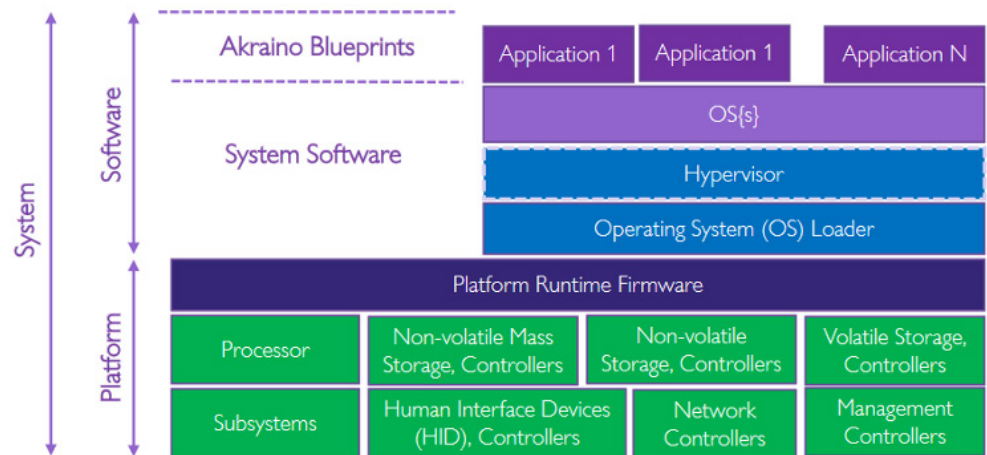 System
Software
Platform
Akraino Blueprints
System Software
Application 1
Application 1
Application N
OS{s}
Hypervisor
Operating System (OS) Loader
Platform Runtime Firmware
Processor
Non-volatile Mass
Storage, Controllers
Non-volatile
Storage, Controllers
Volatile Storage,
Controllers
Subsystems
Human Interface Devices
(HID), Controllers
Network
Controllers
Management
Controllers